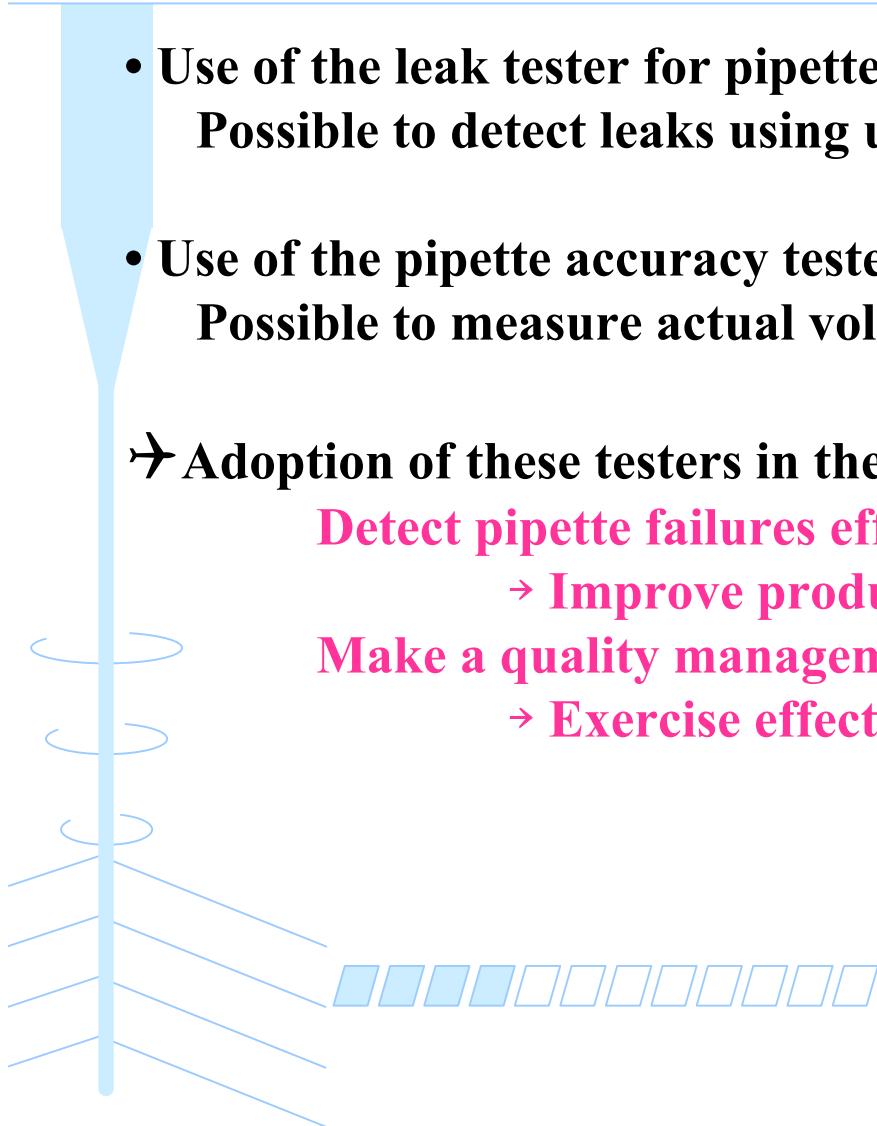 • Use of the leak tester for pipette
Possible to detect leaks using
• Use of the pipette accuracy teste
Possible to measure actual vol
✈Adoption of these testers in the
Detect pipette failures eff
→ Improve produ
Make a quality managem
→ Exercise effect